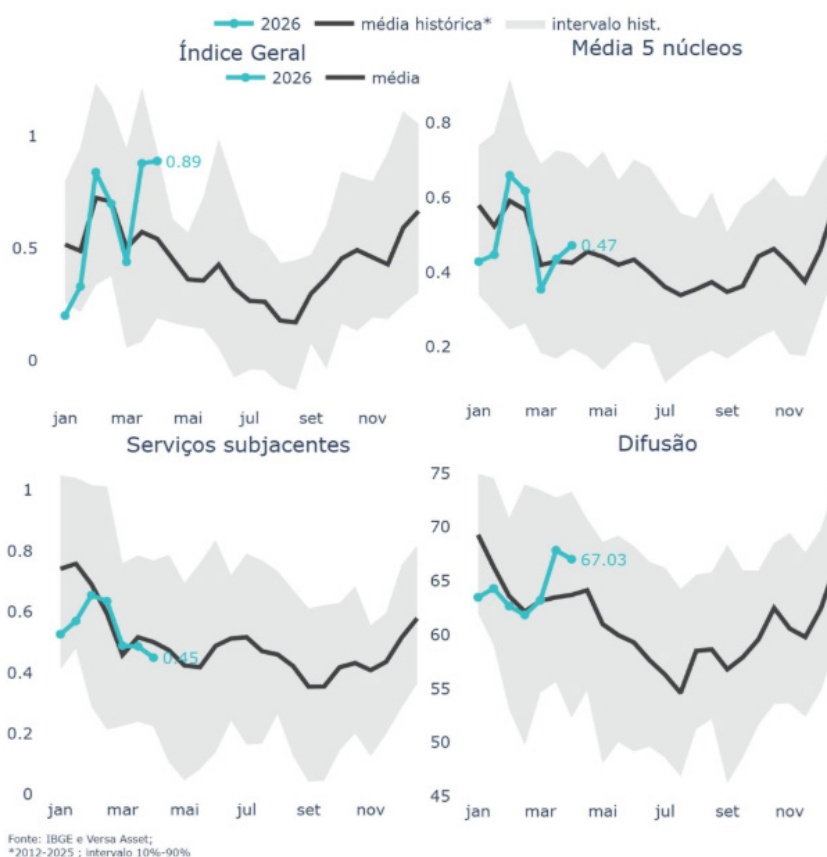 2026 média histórica* intervalo hist.
Índice Geral
2026 média
1
0.5
0
0.89
jan mar mai jul set nov
Média 5 núcleos
0.8
0.6
0.4
0.2
0.47
jan mar mai jul set nov
Serviços subjacentes
1
0.8
0.6
0.4
0.2
0
0.45
jan mar mai jul set nov
Difusão
75
70
65
60
55
50
45
67.03
jan mar mai jul set nov
Fonte: IBGE e Versa Asset;
*2012-2025 ; intervalo 10%-90%